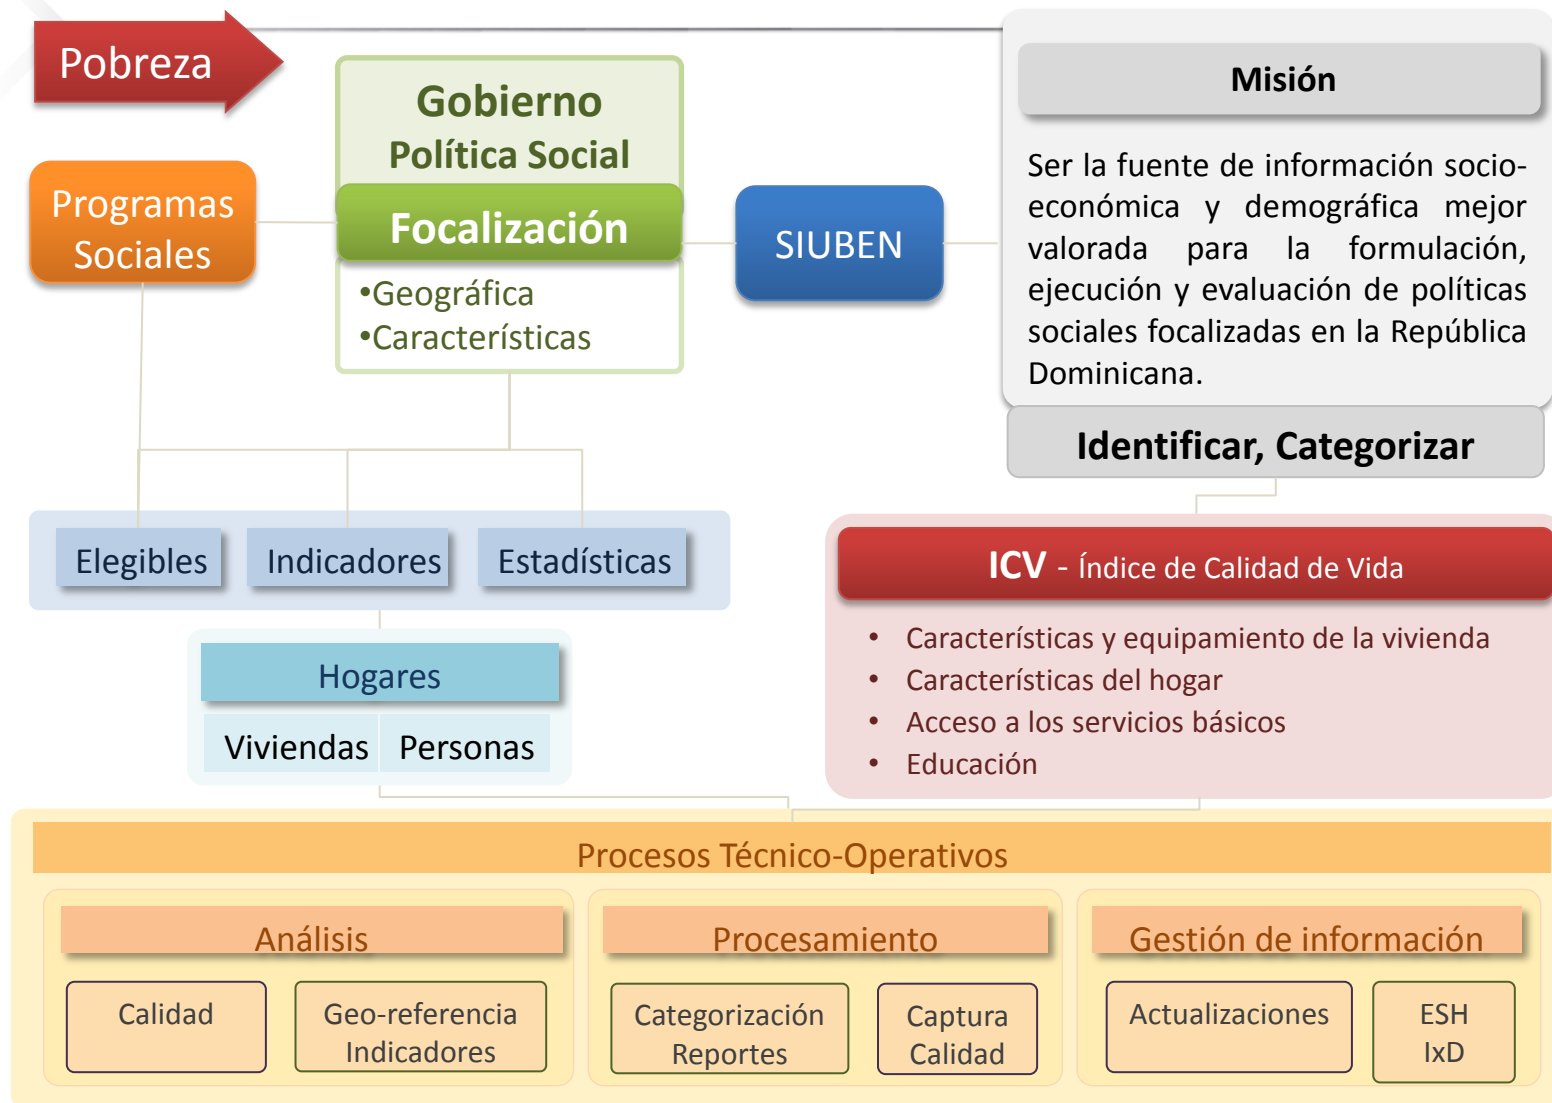 Pobreza
Gobierno
Política Social
Focalización
•Geográfica
•Características
Programas
Sociales
SIUBEN
Misión
Ser la fuente de información socio-
económica y demográfica mejor
valorada para la formulación,
ejecución y evaluación de políticas
sociales focalizadas en la República
Dominicana.
Identificar, Categorizar
Elegibles
Indicadores
Estadísticas
Hogares
Viviendas
Personas
ICV - Índice de Calidad de Vida
• Características y equipamiento de la vivienda
• Características del hogar
• Acceso a los servicios básicos
• Educación
Procesos Técnico-Operativos
Análisis
Calidad
Geo-referencia
Indicadores
Procesamiento
Categorización
Reportes
Captura
Calidad
Gestión de información
Actualizaciones
ESH
IxD